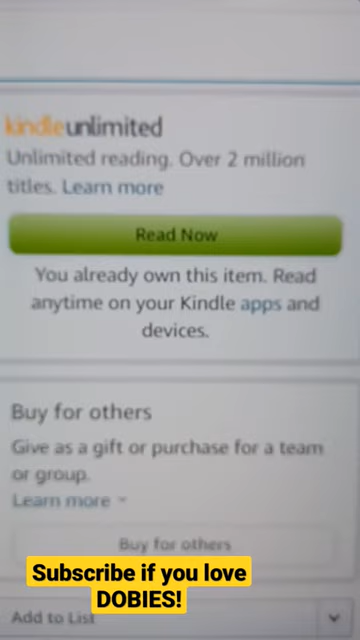 kindleunlimited
Unlimited reading. Over 2 million
titles. Learn more
Read Now
You already own this item. Read
anytime on your Kindle apps and
devices.
Buy for others
Give as a gift or purchase for a team
or group.
Learn more
Buy for others
Subscribe if you love
DOBIES!
Add to List